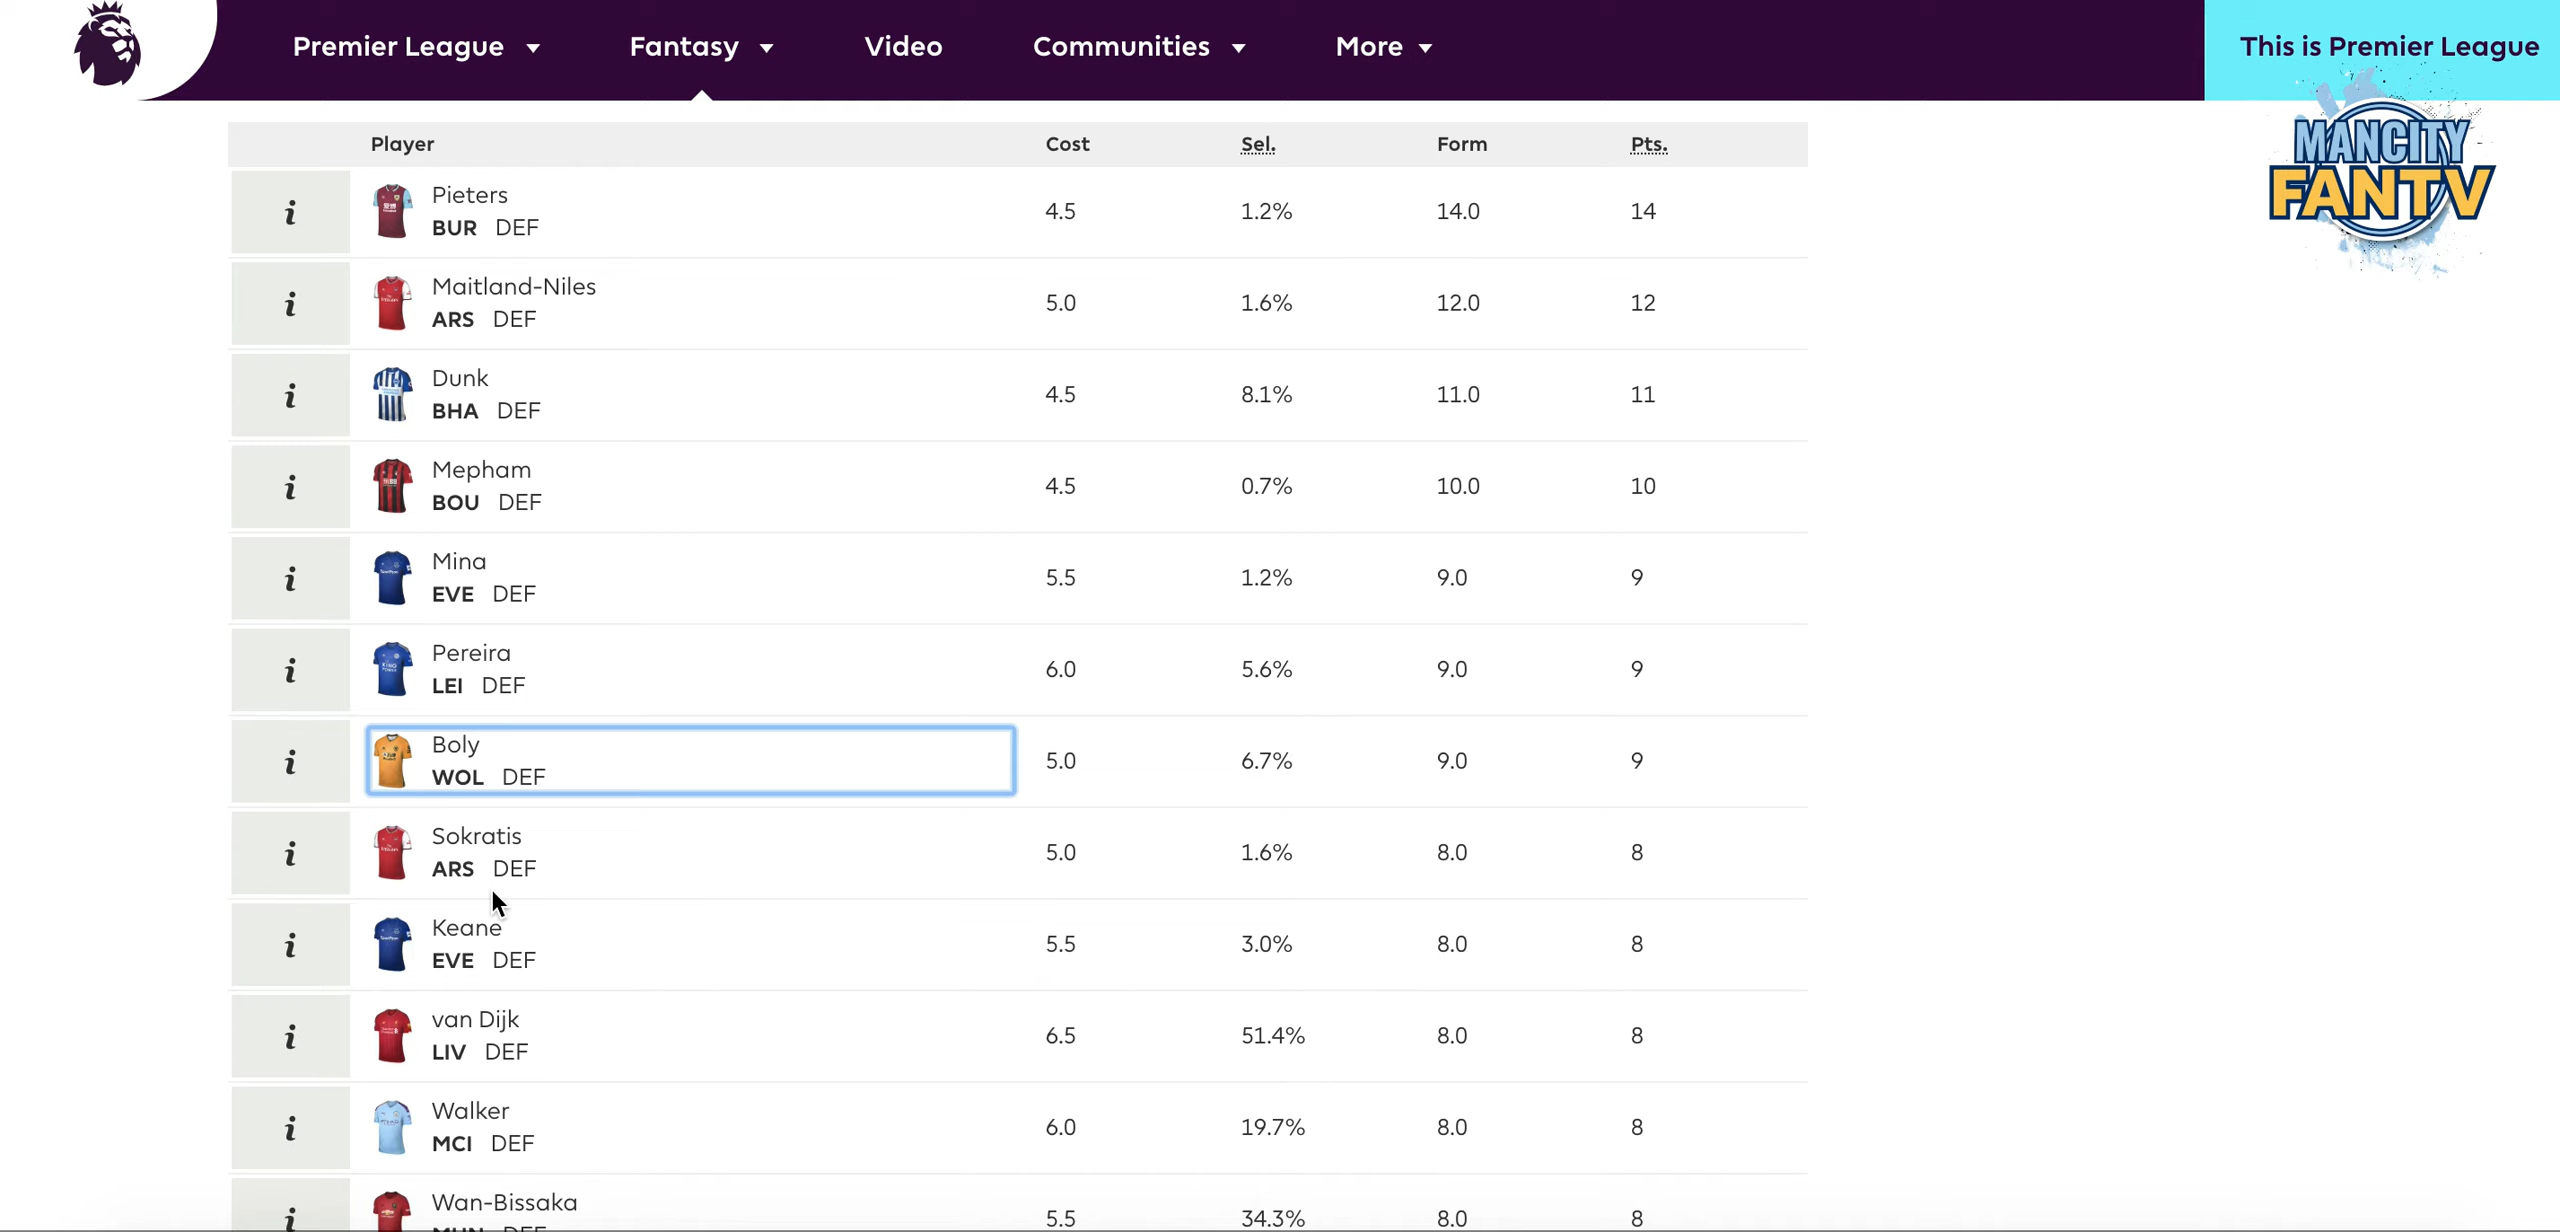 Premier League Fantasy Video Communities More This is Premier League
MANCITY
FANTV
Player Cost Sel. Form Pts.
i Pieters
BUR DEF 4.5 1.2% 14.0 14
i Maitland-Niles
ARS DEF 5.0 1.6% 12.0 12
i Dunk
BHA DEF 4.5 8.1% 11.0 11
i Mepham
BOU DEF 4.5 0.7% 10.0 10
i Mina
EVE DEF 5.5 1.2% 9.0 9
i Pereira
LEI DEF 6.0 5.6% 9.0 9
i Boly
WOL DEF 5.0 6.7% 9.0 9
i Sokratis
ARS DEF 5.0 1.6% 8.0 8
i Keane
EVE DEF 5.5 3.0% 8.0 8
i van Dijk
LIV DEF 6.5 51.4% 8.0 8
i Walker
MCI DEF 6.0 19.7% 8.0 8
i Wan-Bissaka
MUN DEF 5.5 34.3% 8.0 8